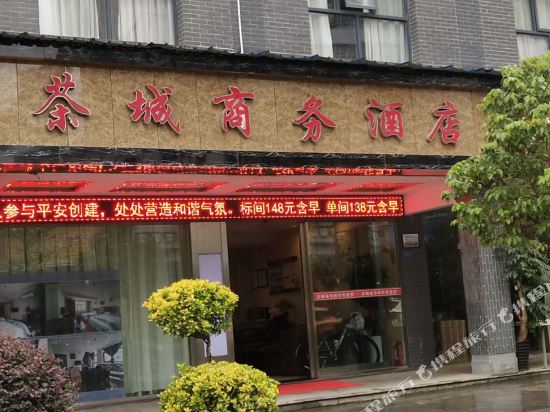 茶城商务酒店
参与平安创建，处处营造和谐气氛。标间148元含早 单间138元含早
携程旅行